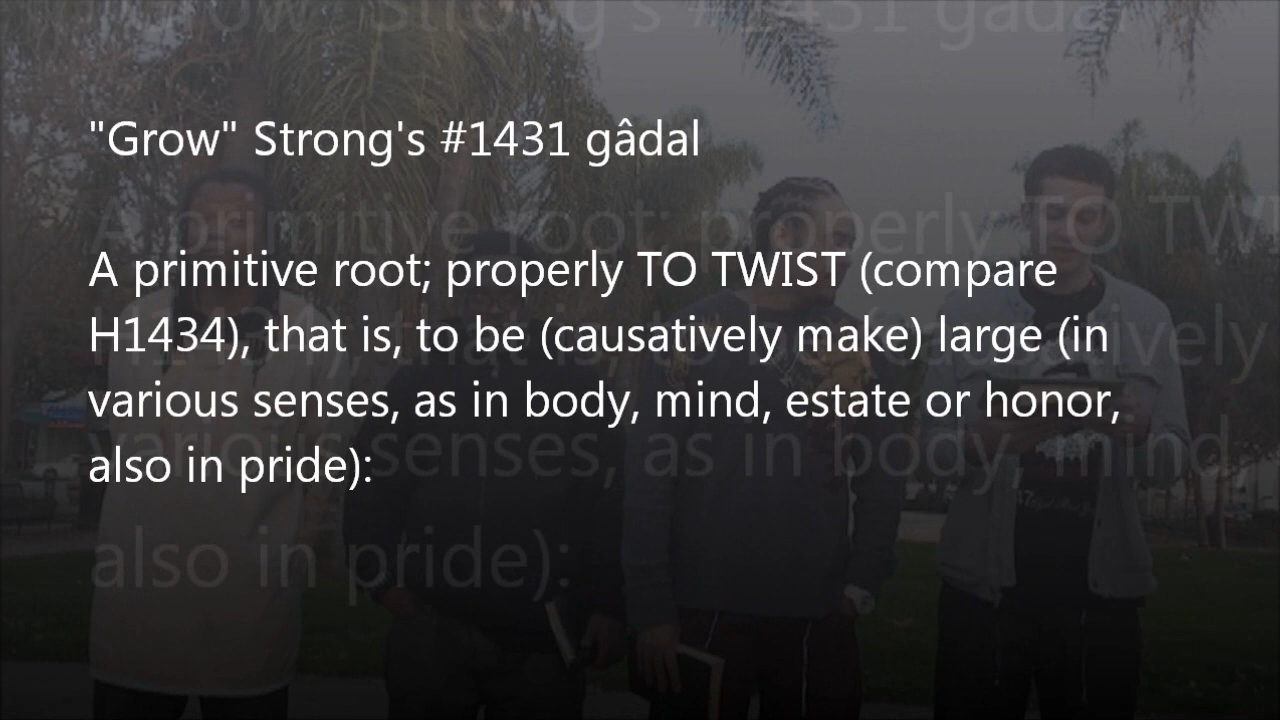 "Grow" Strong's #1431 gâdal
A primitive root; properly TO TWIST (compare
H1434), that is, to be (causatively make) large (in
various senses, as in body, mind, estate or honor,
also in pride):